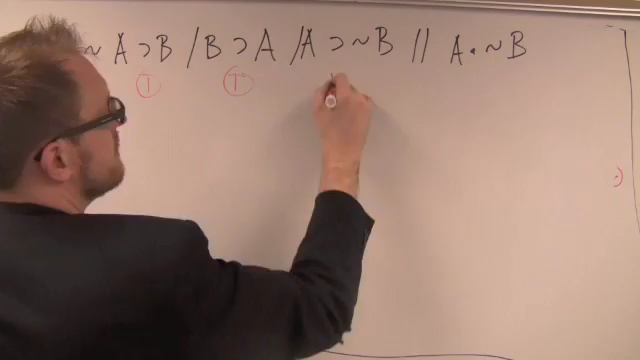 ~ A ⊃ B / B ⊃ A / A ⊃ ~ B // A • ~ B
T T